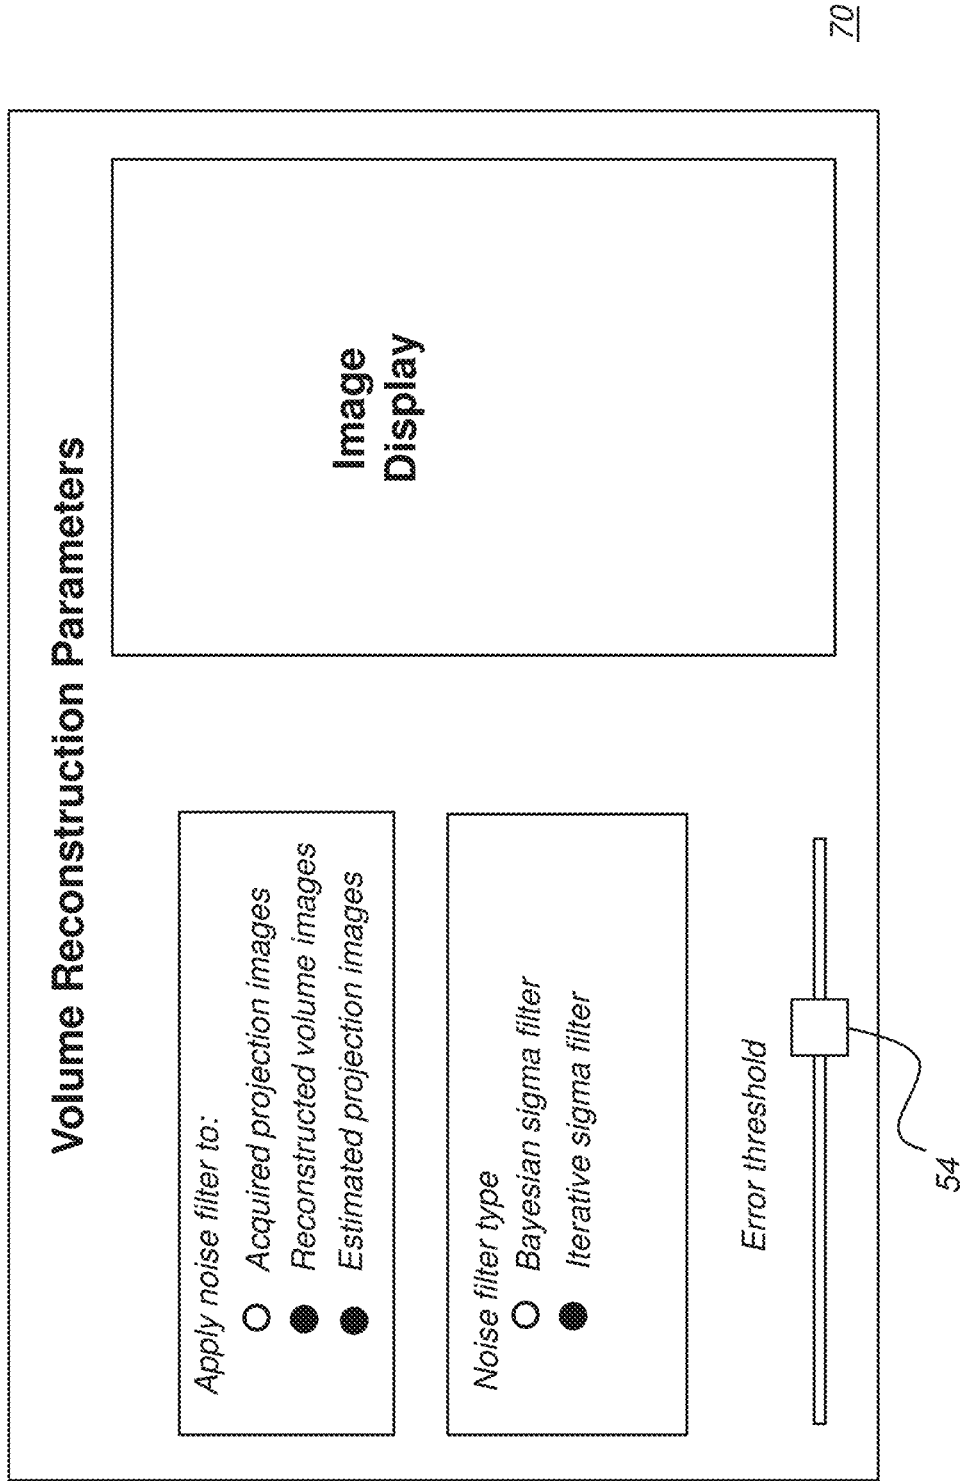 Volume Reconstruction Parameters
Apply noise filter to:
Acquired projection images
Reconstructed volume images
Estimated projection images
Noise filter type
Bayesian sigma filter
Iterative sigma filter
Error threshold
54
Image
Display
70